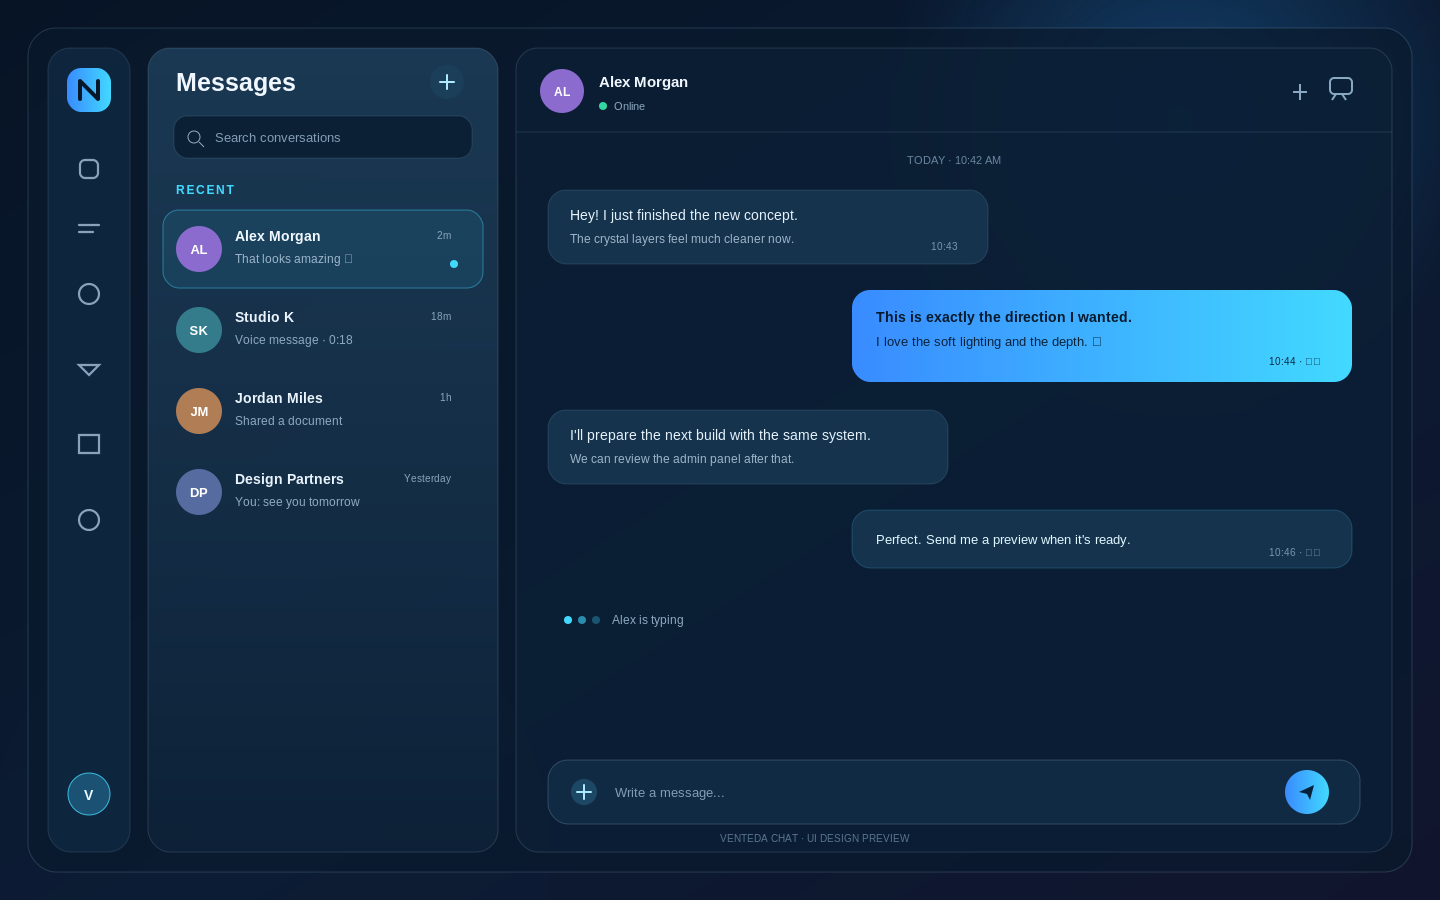 N
Messages
Search conversations
RECENT
AL
Alex Morgan
2m
That looks amazing
SK
Studio K
18m
Voice message · 0:18
JM
Jordan Miles
1h
Shared a document
DP
Design Partners
Yesterday
You: see you tomorrow
V
AL
Alex Morgan
Online
TODAY · 10:42 AM
Hey! I just finished the new concept.
The crystal layers feel much cleaner now.
10:43
This is exactly the direction I wanted.
I love the soft lighting and the depth.
10:44 ·
I'll prepare the next build with the same system.
We can review the admin panel after that.
Perfect. Send me a preview when it's ready.
10:46 ·
Alex is typing
Write a message...
VENTEDA CHAT · UI DESIGN PREVIEW